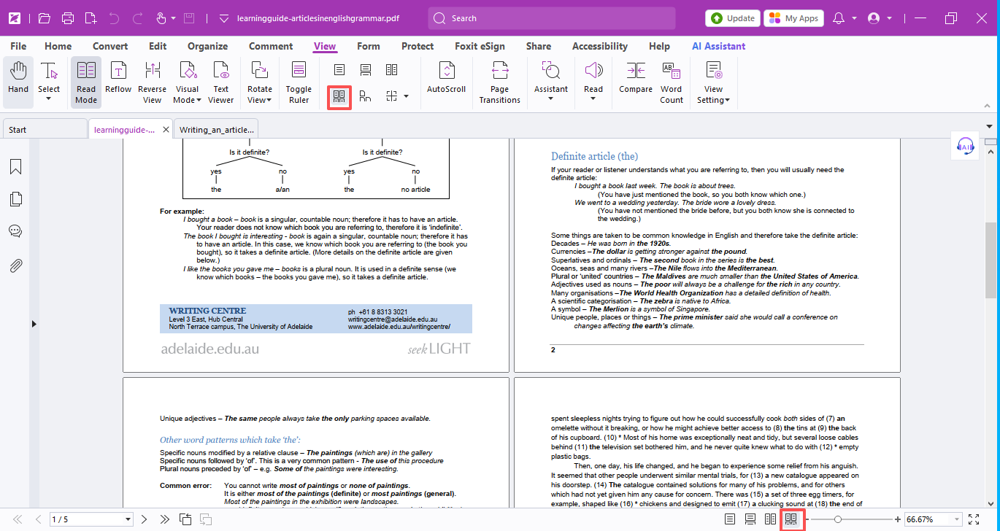 learningguide-articlesinenglishgrammar.pdf
Search
Update
My Apps
File Home Convert Edit Organize Comment View Form Protect Foxit eSign Share Accessibility Help AI Assistant
Hand
Select
Read Mode
Reflow
Reverse View
Visual Mode
Text Viewer
Rotate View
Toggle Ruler
AutoScroll
Page Transitions
Assistant
Read
Compare
Word Count
View Setting
Start
learningguide-...
Writing_an_article...
AI
Is it definite? Is it definite?
yes no yes no
the a/an the no article
For example:
I bought a book – book is a singular, countable noun; therefore it has to have an article.
Your reader does not know which book you are referring to, therefore it is ‘indefinite’.
The book I bought is interesting - book is again a singular, countable noun; therefore it has
to have an article. In this case, we know which book you are referring to (the book you
bought), so it takes a definite article. (More details on the definite article are given
below.)
I like the books you gave me – books is a plural noun. It is used in a definite sense (we
know which books – the books you gave me), so it takes a definite article.
WRITING CENTRE
Level 3 East, Hub Central
North Terrace campus, The University of Adelaide
ph +61 8 8313 3021
writingcentre@adelaide.edu.au
www.adelaide.edu.au/writingcentre/
adelaide.edu.au
seek LIGHT
Definite article (the)
If your reader or listener understands what you are referring to, then you will usually need the
definite article:
I bought a book last week. The book is about trees.
(You have just mentioned the book, so you both know which one.)
We went to a wedding yesterday. The bride wore a lovely dress.
(You have not mentioned the bride before, but you both know she is connected to
the wedding.)
Some things are taken to be common knowledge in English and therefore take the definite article:
Decades – He was born in the 1920s.
Currencies –The dollar is getting stronger against the pound.
Superlatives and ordinals – The second book in the series is the best.
Oceans, seas and many rivers –The Nile flows into the Mediterranean.
Plural or ‘united’ countries – The Maldives are much smaller than the United States of America.
Adjectives used as nouns – The poor will always be a challenge for the rich in any country.
Many organisations –The World Health Organization has a detailed definition of health.
A scientific categorisation – The zebra is native to Africa.
A symbol – The Merlion is a symbol of Singapore.
Unique people, places or things – The prime minister said she would call a conference on
changes affecting the earth’s climate.
2
Unique adjectives – The same people always take the only parking spaces available.
Other word patterns which take ‘the’:
Specific nouns modified by a relative clause – The paintings (which are) in the gallery
Specific nouns followed by ‘of’. This is a very common pattern - The use of this procedure
Plural nouns preceded by ‘of’ – e.g. Some of the paintings were interesting.
Common error: You cannot write most of paintings or none of paintings.
It is either most of the paintings (definite) or most paintings (general).
Most of the paintings in the exhibition were landscapes.
spent sleepless nights trying to figure out how he could successfully cook both sides of (7) an
omelette without it breaking, or how he might achieve better access to (8) the tins at (9) the back
of his cupboard. (10) * Most of his home was exceptionally neat and tidy, but several loose cables
behind (11) the television set bothered him, and he never quite knew what to do with (12) * empty
plastic bags.
Then, one day, his life changed, and he began to experience some relief from his anguish.
It seemed that other people underwent similar mental trials, for (13) a new catalogue appeared on
his doorstep. (14) The catalogue contained solutions for many of his problems, and for others
which had not yet given him any cause for concern. There was (15) a set of three egg timers, for
example, shaped like (16) * chickens and designed to emit (17) a clucking sound at (18) the end of
1 / 5
66.67%